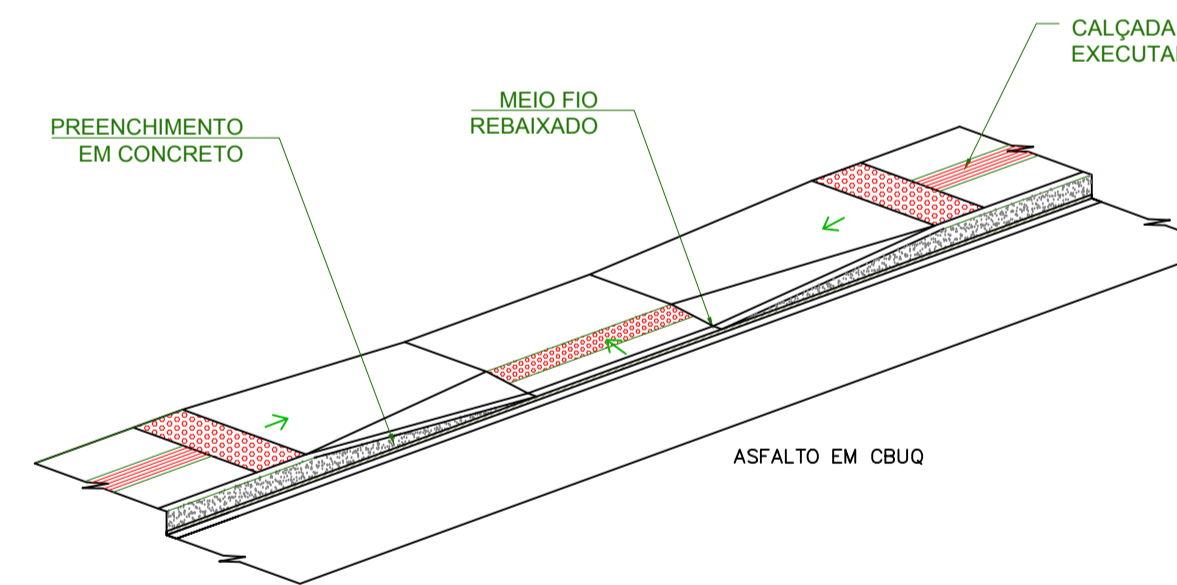 CALÇADA
PREENCHIMENTO
EM CONCRETO
MEIO FIO
REBAIXADO
ASFALTO EM CBUQ